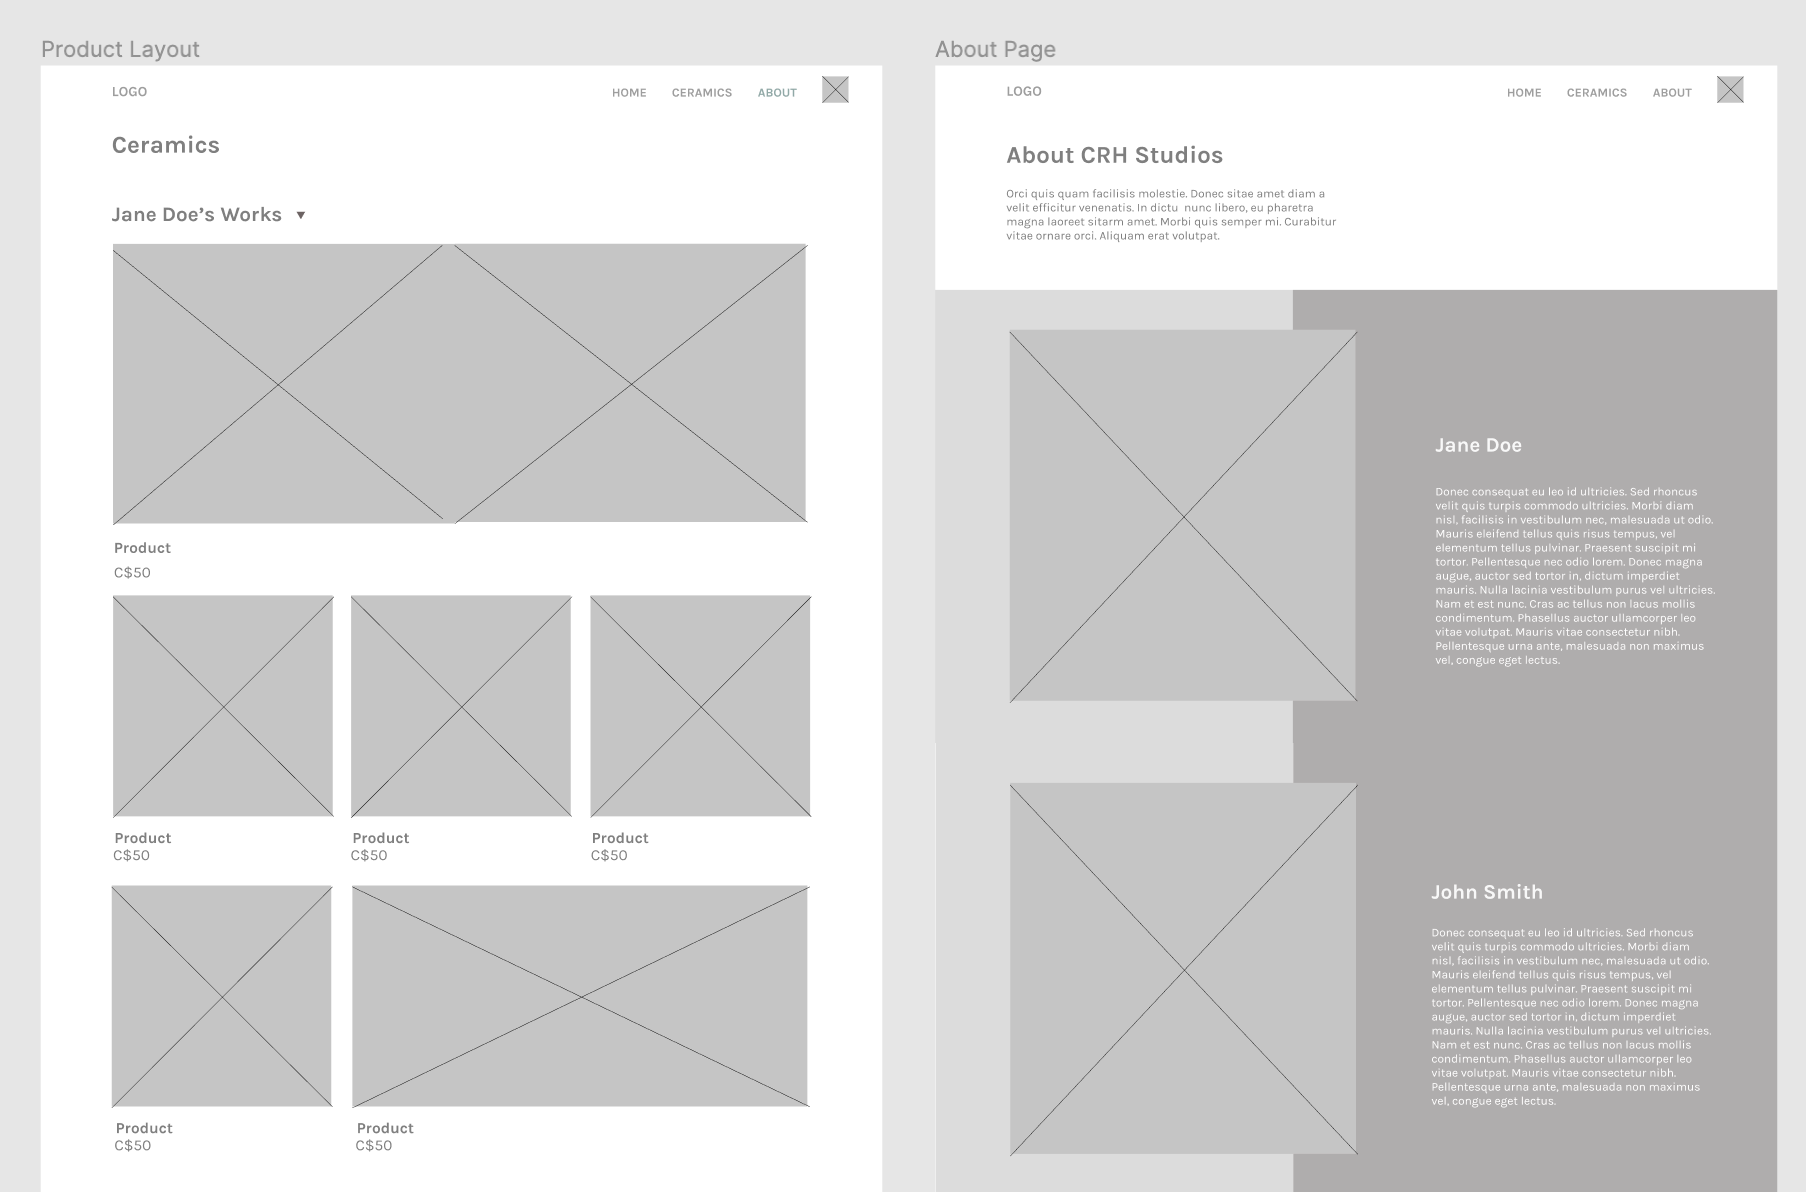 Product Layout
LOGO
HOME CERAMICS ABOUT
Ceramics
Jane Doe’s Works
Product
C$50
Product Product Product
C$50 C$50 C$50
Product Product
C$50 C$50
About Page
LOGO
HOME CERAMICS ABOUT
About CRH Studios
Orci quis quam facilisis molestie. Donec sitae amet diam a
velit efficitur venenatis. In dictu  nunc libero, eu pharetra
magna laoreet sitarm amet. Morbi quis semper mi. Curabitur
vitae ornare orci. Aliquam erat volutpat.
Jane Doe
Donec consequat eu leo id ultricies. Sed rhoncus
velit quis turpis commodo ultricies. Morbi diam
nisl, facilisis in vestibulum nec, malesuada ut odio.
Mauris eleifend tellus quis risus tempus, vel
elementum tellus pulvinar. Praesent suscipit mi
tortor. Pellentesque nec odio lorem. Donec magna
augue, auctor sed tortor in, dictum imperdiet
mauris. Nulla lacinia vestibulum purus vel ultricies.
Nam et est nunc. Cras ac tellus non lacus mollis
condimentum. Phasellus auctor ullamcorper leo
vitae volutpat. Mauris vitae consectetur nibh.
Pellentesque urna ante, malesuada non maximus
vel, congue eget lectus.
John Smith
Donec consequat eu leo id ultricies. Sed rhoncus
velit quis turpis commodo ultricies. Morbi diam
nisl, facilisis in vestibulum nec, malesuada ut odio.
Mauris eleifend tellus quis risus tempus, vel
elementum tellus pulvinar. Praesent suscipit mi
tortor. Pellentesque nec odio lorem. Donec magna
augue, auctor sed tortor in, dictum imperdiet
mauris. Nulla lacinia vestibulum purus vel ultricies.
Nam et est nunc. Cras ac tellus non lacus mollis
condimentum. Phasellus auctor ullamcorper leo
vitae volutpat. Mauris vitae consectetur nibh.
Pellentesque urna ante, malesuada non maximus
vel, congue eget lectus.